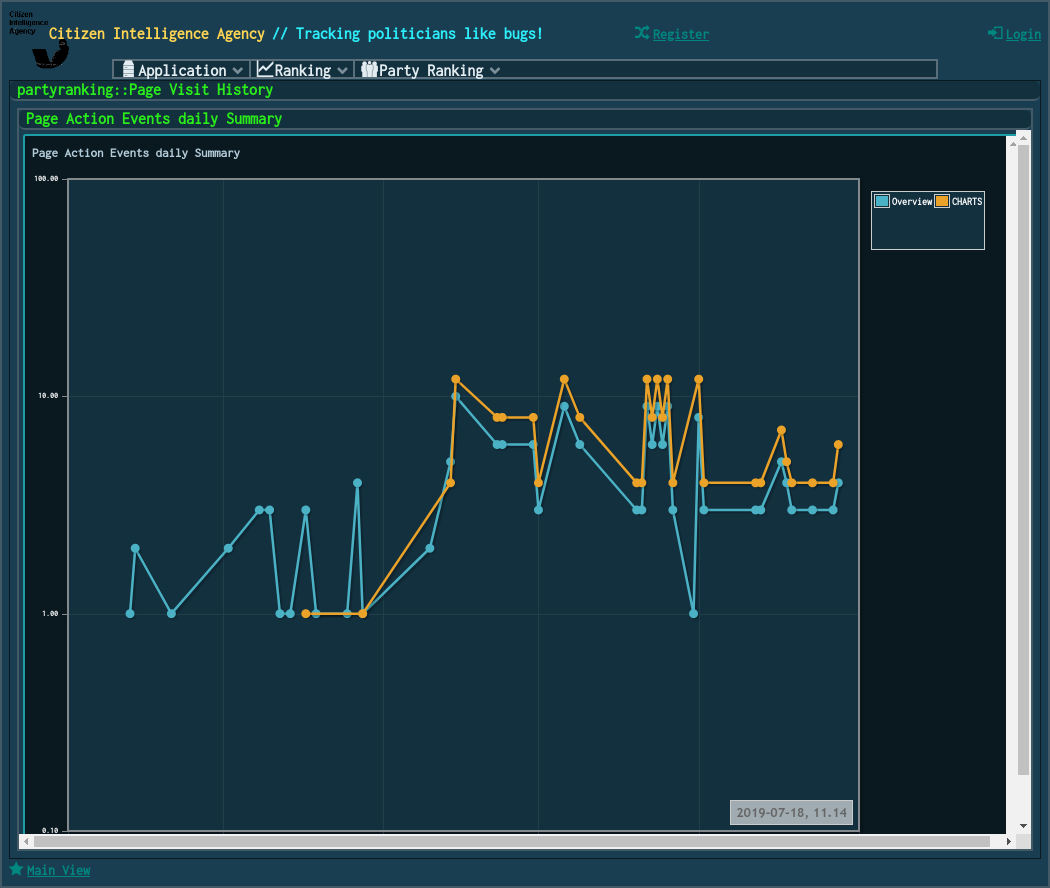 Citizen
Intelligence
Agency
Citizen Intelligence Agency // Tracking politicians like bugs!
Register
Login
Application
Ranking
Party Ranking
partyranking::Page Visit History
Page Action Events daily Summary
Page Action Events daily Summary
100.00
10.00
1.00
0.10
Overview
CHARTS
2019-07-18, 11.14
Main View